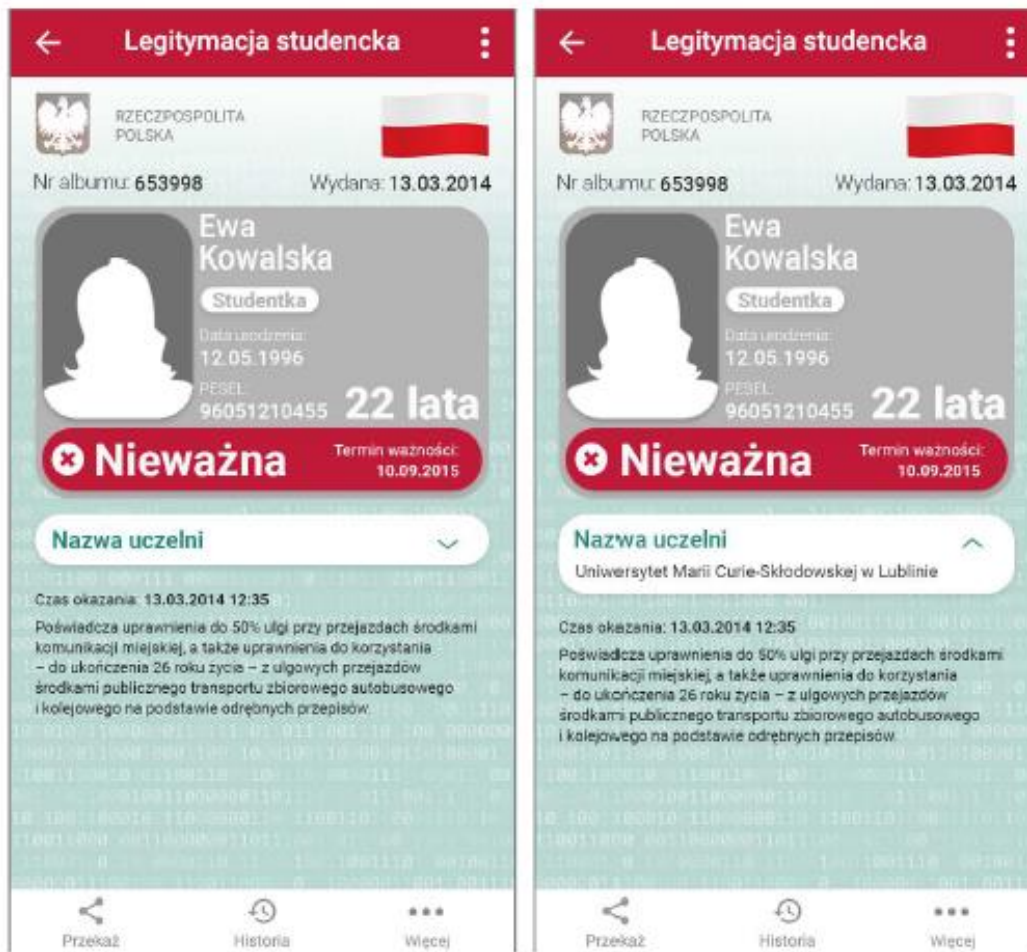 Legitymacja studencka
RZECZPOSPOLITA
POLSKA
Nr albumu: 653998
Wydana: 13.03.2014
Ewa
Kowalska
Studentka
Data urodzenia:
12.05.1996
PESEL:
96051210455
22 lata
Nieważna
Termin ważności:
10.09.2015
Nazwa uczelni
Czas okazania: 13.03.2014 12:35
Poświadcza uprawnienia do 50% ulgi przy przejazdach środkami
komunikacji miejskiej, a także uprawnienia do korzystania
– do ukończenia 26 roku życia – z ulgowych przejazdów
środkami publicznego transportu zbiorowego autobusowego
i kolejowego na podstawie odrębnych przepisów.
Przekaż
Historia
Więcej
Legitymacja studencka
RZECZPOSPOLITA
POLSKA
Nr albumu: 653998
Wydana: 13.03.2014
Ewa
Kowalska
Studentka
Data urodzenia:
12.05.1996
PESEL:
96051210455
22 lata
Nieważna
Termin ważności:
10.09.2015
Nazwa uczelni
Uniwersytet Marii Curie-Skłodowskej w Lublinie
Czas okazania: 13.03.2014 12:35
Poświadcza uprawnienia do 50% ulgi przy przejazdach środkami
komunikacji miejskiej, a także uprawnienia do korzystania
– do ukończenia 26 roku życia – z ulgowych przejazdów
środkami publicznego transportu zbiorowego autobusowego
i kolejowego na podstawie odrębnych przepisów.
Przekaż
Historia
Więcej